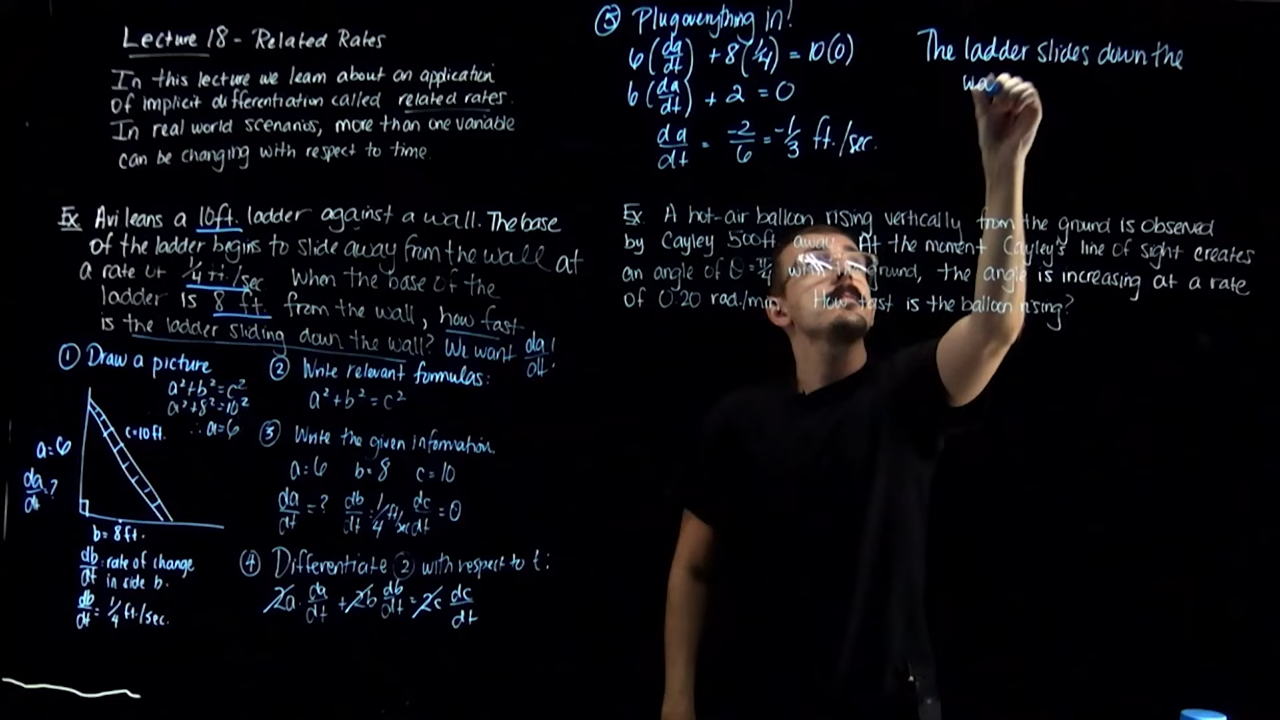 Lecture 18 - Related Rates
In this lecture we learn about an application
of implicit differentiation called related rates.
In real world scenarios, more than one variable
can be changing with respect to time.
Ex. Avi leans a 10ft. ladder against a wall. The base
of the ladder begins to slide away from the wall at
a rate of 1/4 ft./sec When the base of the
ladder is 8 ft. from the wall, how fast
is the ladder sliding down the wall? We want da/dt.
① Draw a picture
a²+b²=c²
a²+8²=10²
∴ a=6
c=10ft.
a=6
da/dt=?
b=8ft.
db/dt: rate of change
in side b.
db/dt = 1/4 ft./sec.
② Write relevant formulas:
a²+b²=c²
③ Write the given information.
a=6 b=8 c=10
da/dt=? db/dt=1/4 ft/sec dc/dt=0
④ Differentiate ② with respect to t:
2a·da/dt + 2b db/dt = 2c dc/dt
⑤ Plug everything in!
6(da/dt) + 8(1/4) = 10(0)
6(da/dt) + 2 = 0
da/dt = -2/6 = -1/3 ft./sec.
The ladder slides down the
wa
Ex. A hot-air balloon rising vertically from the ground is observed
by Cayley 500ft away. At the moment Cayley's line of sight creates
an angle of θ=π/4 with the ground, the angle is increasing at a rate
of 0.20 rad./min. How fast is the balloon rising?